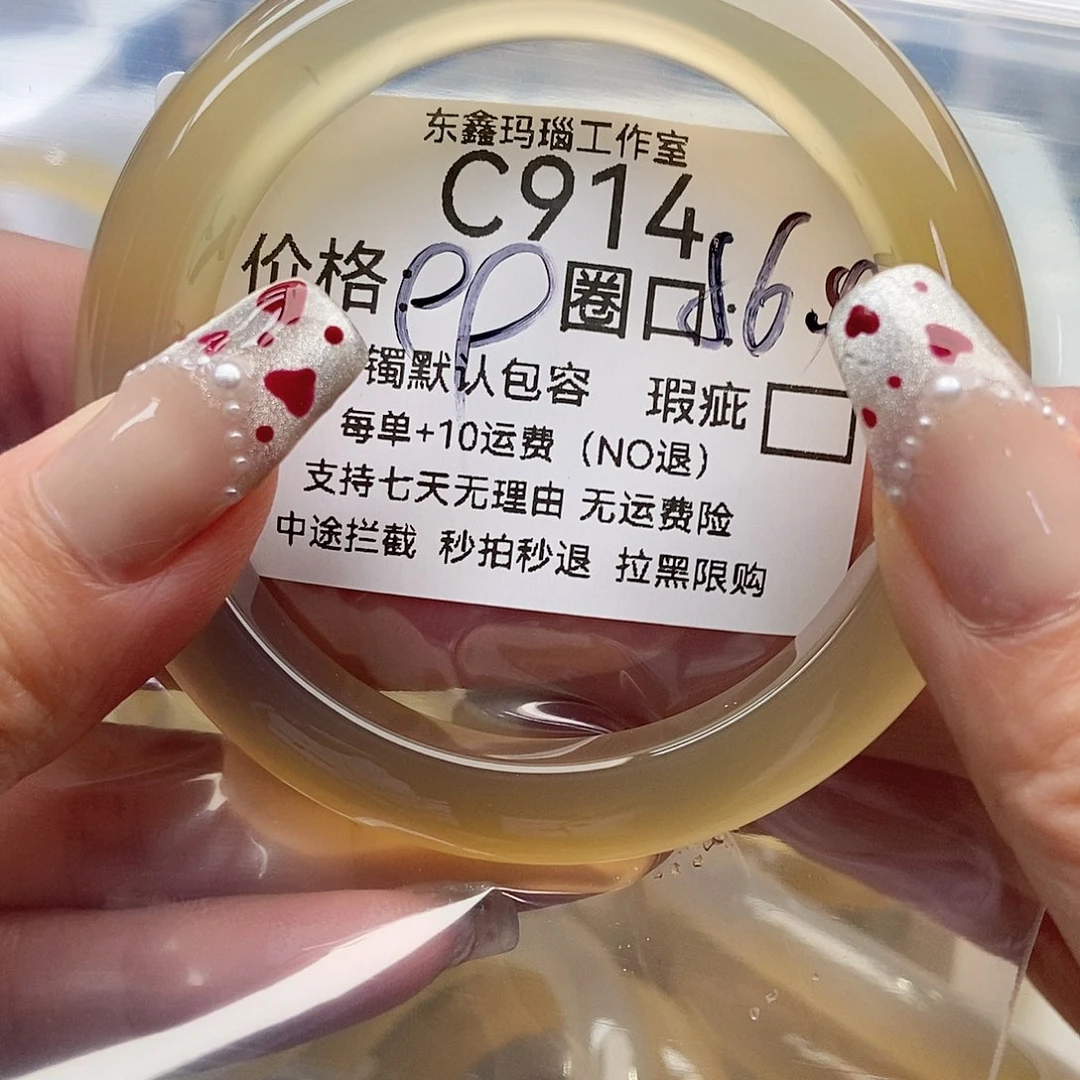 东鑫玛瑙工作室
C914
价格: pp 圈口: 56.
镯默认包容 瑕疵
每单+10运费（NO退）
支持七天无理由 无运费险
中途拦截 秒拍秒退 拉黑限购